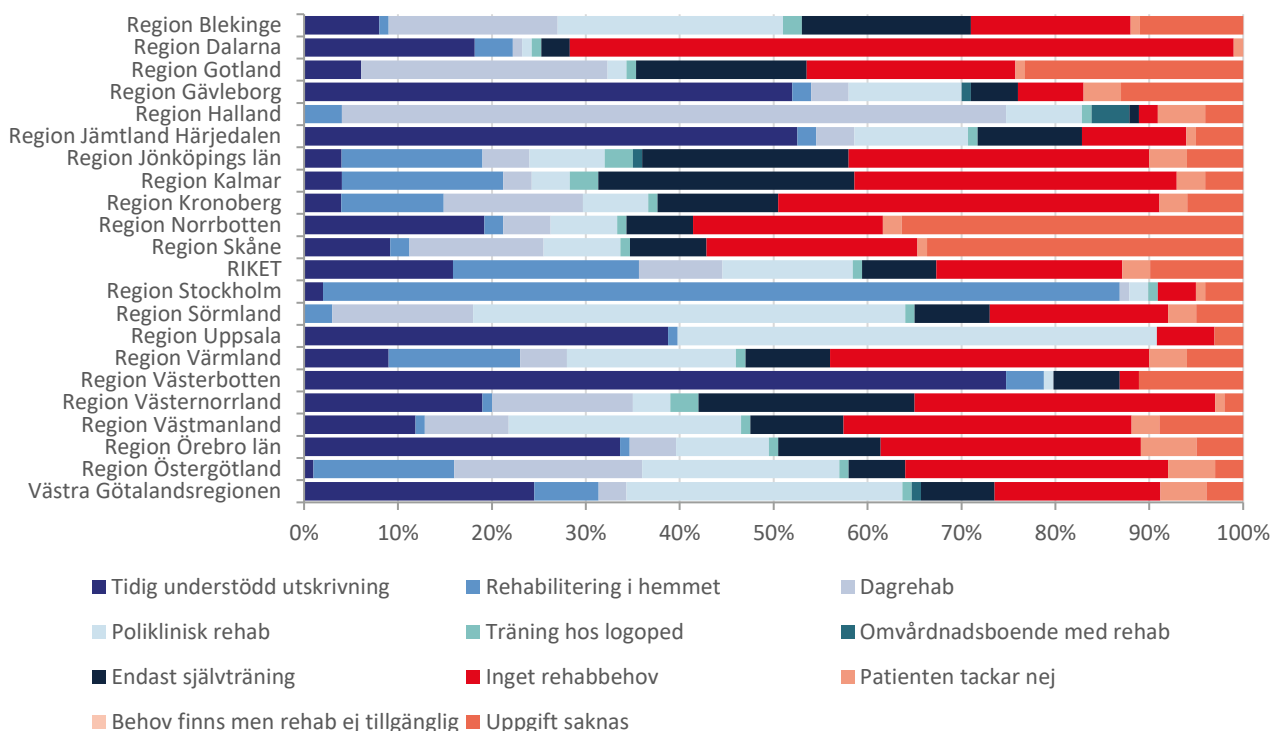 Region Blekinge
Region Dalarna
Region Gotland
Region Gävleborg
Region Halland
Region Jämtland Härjedalen
Region Jönköpings län
Region Kalmar
Region Kronoberg
Region Norrbotten
Region Skåne
RIKET
Region Stockholm
Region Sörmland
Region Uppsala
Region Värmland
Region Västerbotten
Region Västernorrland
Region Västmanland
Region Örebro län
Region Östergötland
Västra Götalandsregionen
0% 10% 20% 30% 40% 50% 60% 70% 80% 90% 100%
Tidig understödd utskrivning Rehabilitering i hemmet Dagrehab
Poliklinisk rehab Träning hos logoped Omvårdnadsboende med rehab
Endast självträning Inget rehabbehov Patienten tackar nej
Behov finns men rehab ej tillgänglig Uppgift saknas